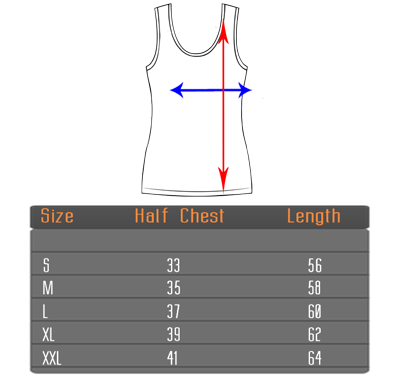 Size Half Chest Length
S 33 56
M 35 58
L 37 60
XL 39 62
XXL 41 64